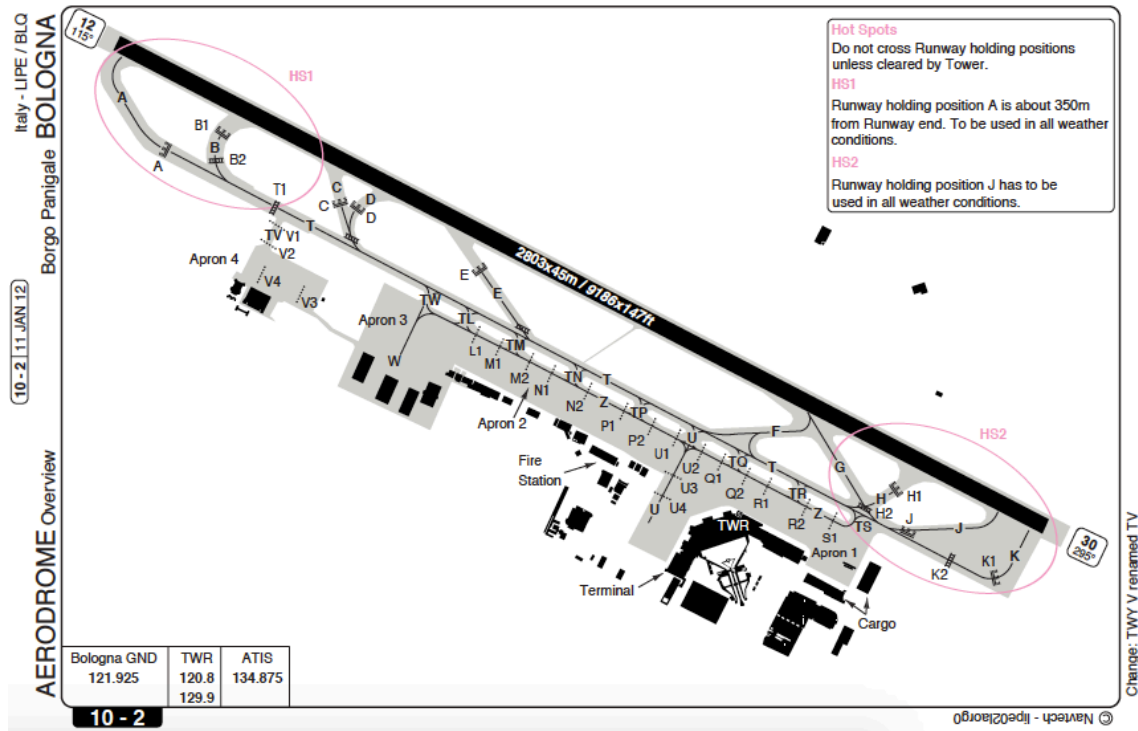 Italy - LIPE / BLQ
Borgo Panigale BOLOGNA
10 - 2 | 11 JAN 12
AERODROME Overview
12
115°
HS1
Hot Spots
Do not cross Runway holding positions
unless cleared by Tower.
HS1
Runway holding position A is about 350m
from Runway end. To be used in all weather
conditions.
HS2
Runway holding position J has to be
used in all weather conditions.
A
B1
B
B2
A
T1
C
C
D
D
T
TV
V1
V2
Apron 4
V4
V3
E
E
2803x45m / 9186x147ft
TW
Apron 3
TL
TM
L1
M1
W
M2
N1
TN
T
N2
Z
Apron 2
P1
TP
P2
U
F
HS2
U1
U2
TQ
T
G
Fire
Station
Q1
U3
Q2
R1
TR
H
H1
U
U4
H2
R2
Z
TS
J
J
TWR
S1
Apron 1
K2
K1
K
30
295°
Terminal
Cargo
Bologna GND
121.925
TWR
120.8
129.9
ATIS
134.875
10 - 2
© Navtech - lipe02laorg0
Change: TWY V renamed TV